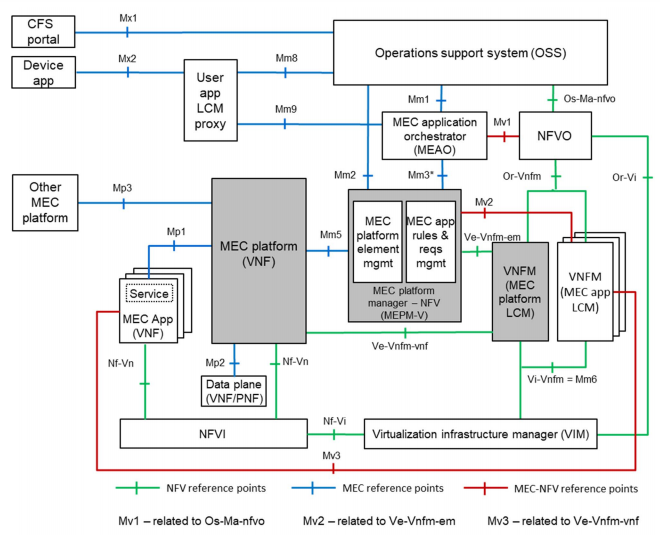 CFS
portal
Mx1
Operations support system (OSS)
Device
app
Mx2
User
app
LCM
proxy
Mm8
Mm9
Mm1
Os-Ma-nfvo
MEC application
orchestrator
(MEAO)
Mv1
NFVO
Mm2
Mm3*
Or-Vnfm
Or-Vi
Other
MEC
platform
Mp3
MEC platform
(VNF)
Mp1
Mm5
MEC
platform
element
mgmt
MEC app
rules &
reqs
mgmt
MEC platform
manager – NFV
(MEPM-V)
Mv2
Ve-Vnfm-em
VNFM
(MEC
platform
LCM)
VNFM
(MEC app
LCM)
Service
MEC App
(VNF)
Ve-Vnfm-vnf
Nf-Vn
Mp2
Nf-Vn
Data plane
(VNF/PNF)
Vi-Vnfm = Mm6
NFVI
Nf-Vi
Virtualization infrastructure manager (VIM)
Mv3
NFV reference points
MEC reference points
MEC-NFV reference points
Mv1 – related to Os-Ma-nfvo
Mv2 – related to Ve-Vnfm-em
Mv3 – related to Ve-Vnfm-vnf